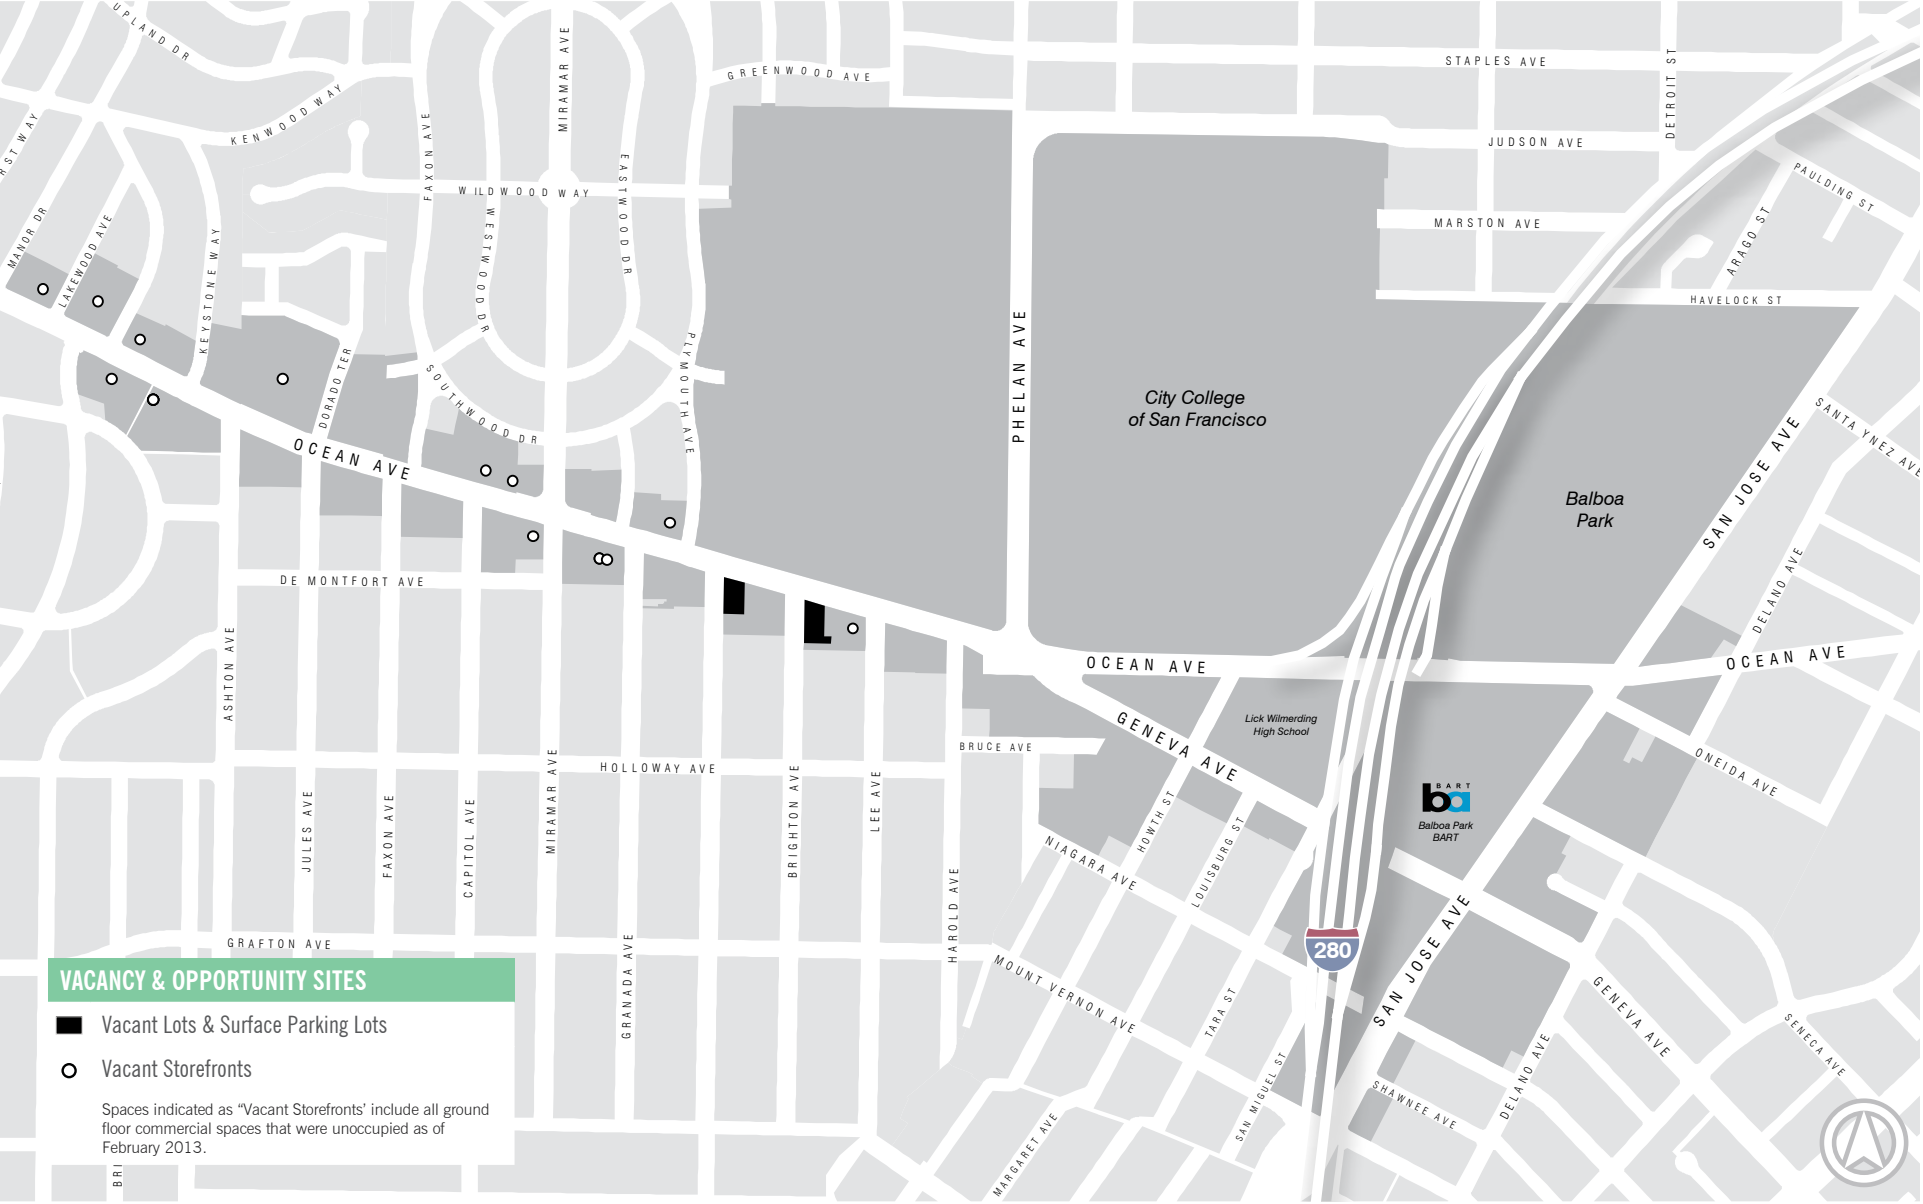 UPLAND DR
KENWOOD WAY
RST WAY
MANOR DR
LAKEWOOD AVE
KEYSTONE WAY
FAXON AVE
MIRAMAR AVE
GREENWOOD AVE
WILDWOOD WAY
WESTWOOD DR
EASTWOOD DR
SOUTHWOOD DR
PLYMOUTH AVE
DORADO TER
OCEAN AVE
PHELAN AVE
STAPLES AVE
DETROIT ST
JUDSON AVE
MARSTON AVE
PAULDING ST
ARAGO ST
HAVELOCK ST
City College
of San Francisco
Balboa
Park
SAN JOSE AVE
SANTA YNEZ AVE
DELANO AVE
OCEAN AVE
OCEAN AVE
DE MONTFORT AVE
ASHTON AVE
JULES AVE
FAXON AVE
CAPITOL AVE
MIRAMAR AVE
HOLLOWAY AVE
BRIGHTON AVE
LEE AVE
HAROLD AVE
GRANADA AVE
GRAFTON AVE
BRUCE AVE
GENEVA AVE
Lick Wilmerding
High School
HOWTH ST
LOUISBURG ST
NIAGARA AVE
MOUNT VERNON AVE
TARA ST
SAN MIGUEL ST
MARGARET AVE
BART
ba
Balboa Park
BART
280
SAN JOSE AVE
ONEIDA AVE
GENEVA AVE
SENECA AVE
DELANO AVE
SHAWNEE AVE
BRI
VACANCY & OPPORTUNITY SITES
Vacant Lots & Surface Parking Lots
Vacant Storefronts
Spaces indicated as “Vacant Storefronts’ include all ground
floor commercial spaces that were unoccupied as of
February 2013.